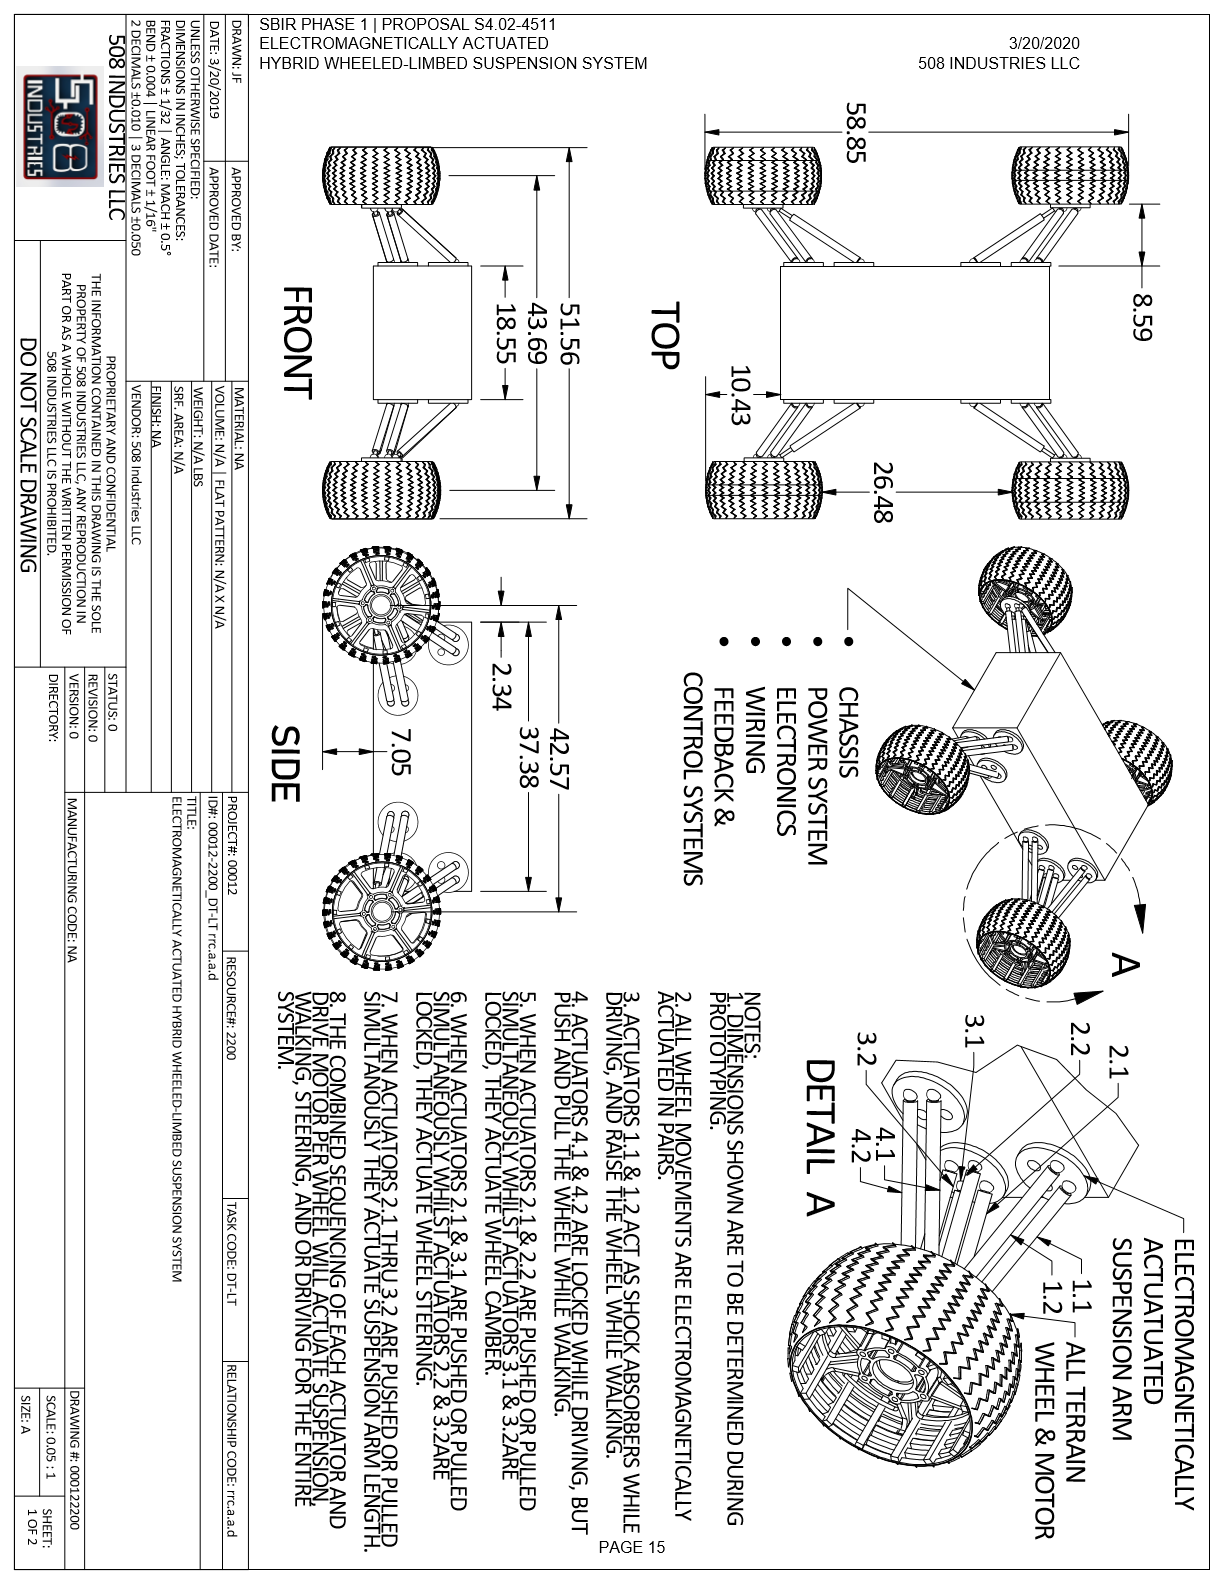 SBIR PHASE 1 | PROPOSAL S4.02-4511
ELECTROMAGNETICALLY ACTUATED
HYBRID WHEELED-LIMBED SUSPENSION SYSTEM
3/20/2020
508 INDUSTRIES LLC
58.85
8.59
10.43
26.48
TOP
51.56
43.69
18.55
FRONT
42.57
37.38
2.34
7.05
SIDE
• CHASSIS
• POWER SYSTEM
• ELECTRONICS
• WIRING
• FEEDBACK &
CONTROL SYSTEMS
A
ELECTROMAGNETICALLY
ACTUATUATED
SUSPENSION ARM
2.1
2.2
3.1
3.2
1.1
1.2
4.1
4.2
ALL TERRAIN
WHEEL & MOTOR
DETAIL A
NOTES:
1. DIMENSIONS SHOWN ARE TO BE DETERMINED DURING
PROTOTYPING.
2. ALL WHEEL MOVEMENTS ARE ELECTROMAGNETICALLY
ACTUATED IN PAIRS.
3. ACTUATORS 1.1 & 1.2 ACT AS SHOCK ABSORBERS WHILE
DRIVING, AND RAISE THE WHEEL WHILE WALKING.
4. ACTUATORS 4.1 & 4.2 ARE LOCKED WHILE DRIVING, BUT
PUSH AND PULL THE WHEEL WHILE WALKING.
5. WHEN ACTUATORS 2.1 & 2.2 ARE PUSHED OR PULLED
SIMULTANEOUSLY WHILST ACTUATORS 3.1 & 3.2ARE
LOCKED, THEY ACTUATE WHEEL CAMBER.
6. WHEN ACTUATORS 2.1 & 3.1 ARE PUSHED OR PULLED
SIMULTANEOUSLY WHILST ACTUATORS 2.2 & 3.2ARE
LOCKED, THEY ACTUATE WHEEL STEERING.
7. WHEN ACTUATORS 2.1 THRU 3.2 ARE PUSHED OR PULLED
SIMULTANOUSLY THEY ACTUATE SUSPENSION ARM LENGTH.
8. THE COMBINED SEQUENCING OF EACH ACTUATOR AND
DRIVE MOTOR PER WHEEL WILL ACTUATE SUSPENSION,
WALKING, STEERING, AND OR DRIVING FOR THE ENTIRE
SYSTEM.
DRAWN: JF
APPROVED BY:
DATE: 3/20/2019
APPROVED DATE:
UNLESS OTHERWISE SPECIFIED:
DIMENSIONS IN INCHES; TOLERANCES:
FRACTIONS ± 1/32 | ANGLE: MACH ± 0.5°
BEND ± 0.004 | LINEAR FOOT ± 1/16"
2 DECIMALS ±0.010 | 3 DECIMALS ±0.050
508 INDUSTRIES LLC
508
INDUSTRIES
MATERIAL: NA
VOLUME: N/A | FLAT PATTERN: N/A X N/A
WEIGHT: N/A LBS
SRF. AREA: N/A
FINISH: NA
VENDOR: 508 Industries LLC
PROPRIETARY AND CONFIDENTIAL
THE INFORMATION CONTAINED IN THIS DRAWING IS THE SOLE
PROPERTY OF 508 INDUSTRIES LLC, ANY REPRODUCTION IN
PART OR AS A WHOLE WITHOUT THE WRITTEN PERMISSION OF
508 INDUSTRIES LLC IS PROHIBITED.
DO NOT SCALE DRAWING
STATUS: 0
REVISION: 0
VERSION: 0
DIRECTORY:
PROJECT#: 00012
RESOURCE#: 2200
TASK CODE: DT-LT
RELATIONSHIP CODE: rrc.a.a.d
ID#: 00012-2200_DT-LT rrc.a.a.d
TITLE:
ELECTROMAGNETICALLY ACTUATED HYBRID WHEELED-LIMBED SUSPENSION SYSTEM
MANUFACTURING CODE: NA
DRAWING #: 000122200
SCALE: 0.05 : 1
SIZE: A
SHEET:
1 OF 2
PAGE 15